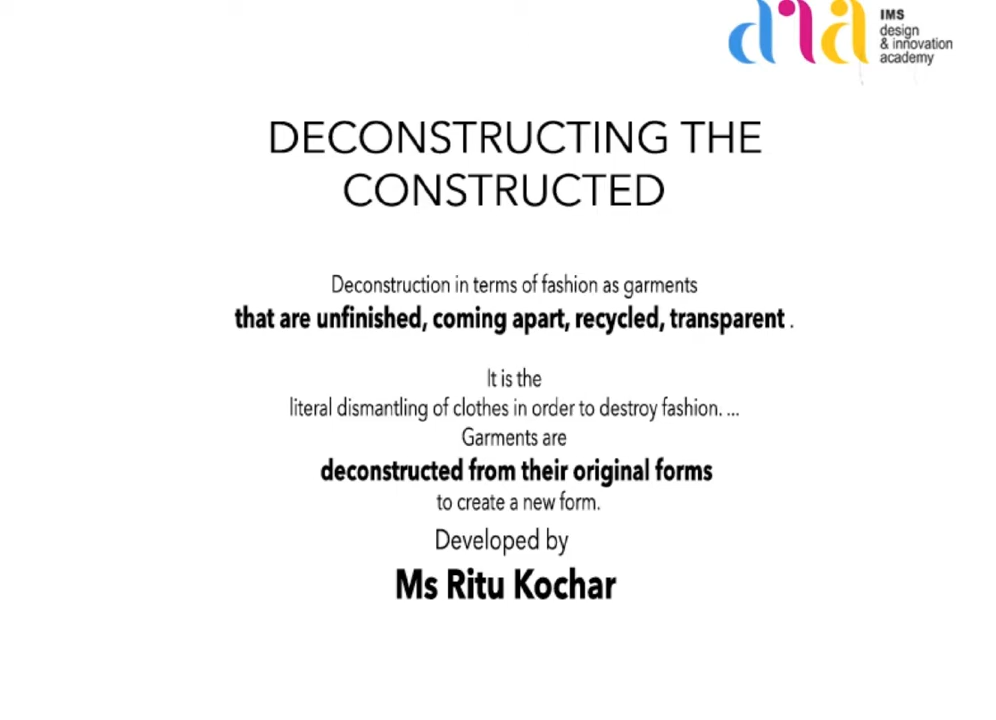 dia
IMS
design
& innovation
academy
DECONSTRUCTING THE
CONSTRUCTED
Deconstruction in terms of fashion as garments
that are unfinished, coming apart, recycled, transparent .
It is the
literal dismantling of clothes in order to destroy fashion. ...
Garments are
deconstructed from their original forms
to create a new form.
Developed by
Ms Ritu Kochar